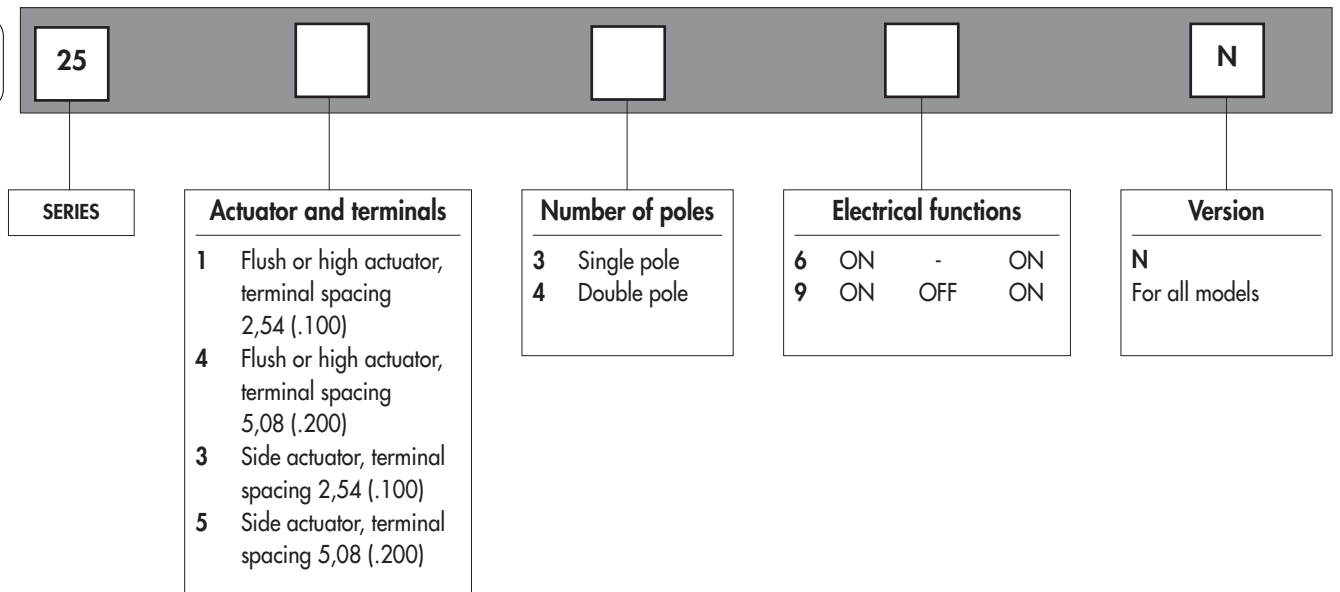 25
N
SERIES
Actuator and terminals
1 Flush or high actuator,
terminal spacing
2,54 (.100)
4 Flush or high actuator,
terminal spacing
5,08 (.200)
3 Side actuator, terminal
spacing 2,54 (.100)
5 Side actuator, terminal
spacing 5,08 (.200)
Number of poles
3 Single pole
4 Double pole
Electrical functions
6 ON - ON
9 ON OFF ON
Version
N
For all models